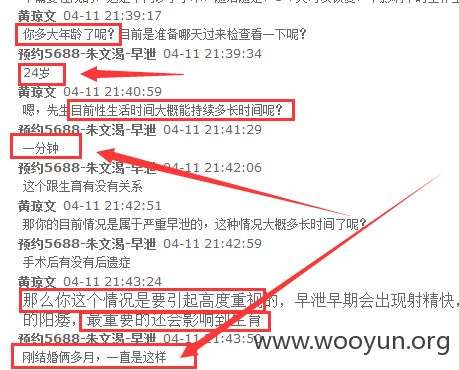 黄琼文 04-11 21:39:17
你多大年龄了呢？目前是准备哪天过来检查看一下呢？
预约5688-朱文渴-早泄 04-11 21:39:34
24岁
黄琼文 04-11 21:40:59
嗯，先生目前性生活时间大概能持续多长时间呢？
预约5688-朱文渴-早泄 04-11 21:41:29
一分钟
预约5688-朱文渴-早泄 04-11 21:42:06
这个跟生育有没有关系
黄琼文 04-11 21:42:51
那你的目前情况是属于严重早泄的，这种情况大概多长时间了呢？
预约5688-朱文渴-早泄 04-11 21:42:59
手术后有没有后遗症
黄琼文 04-11 21:43:24
那么你这个情况是要引起高度重视的，早泄早期会出现射精快，
的阳痿，最重要的还会影响到生育
预约5688-朱文渴-早泄 04-11 21:43:50
www.wooyun.org
刚结婚俩多月，一直是这样